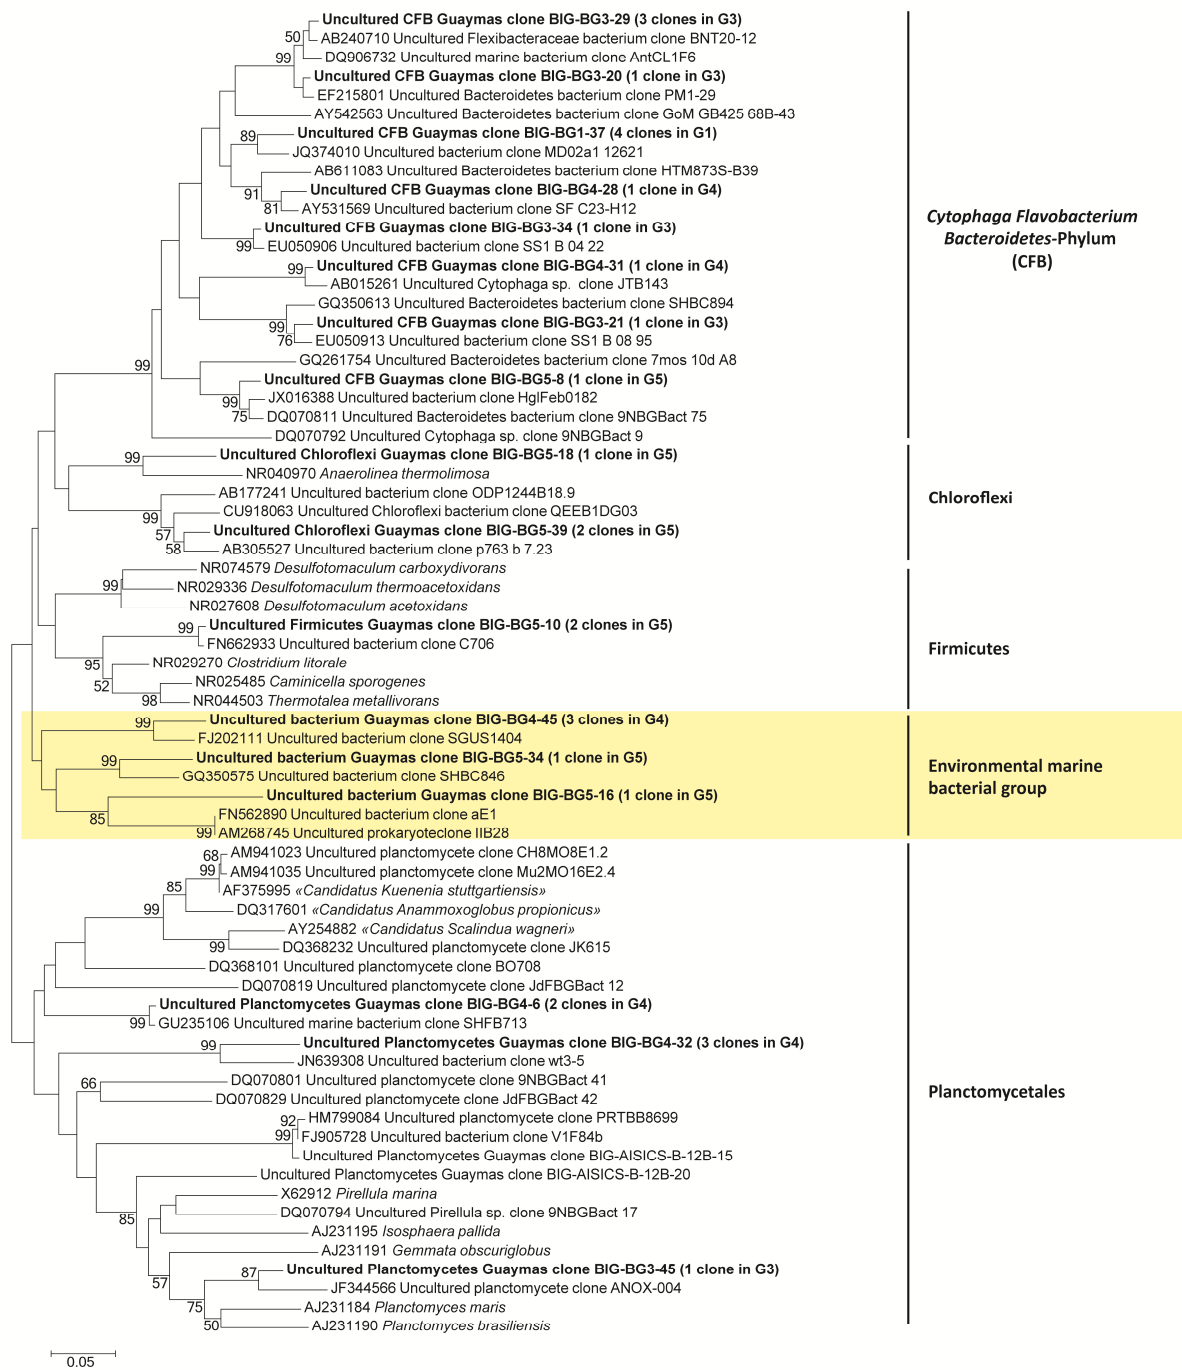 Uncultured CFB Guaymas clone BIG-BG3-29 (3 clones in G3)
50
AB240710 Uncultured Flexibacteraceae bacterium clone BNT20-12
DQ906732 Uncultured marine bacterium clone AntCL1F6
99
Uncultured CFB Guaymas clone BIG-BG3-20 (1 clone in G3)
EF215801 Uncultured Bacteroidetes bacterium clone PM1-29
AY542563 Uncultured Bacteroidetes bacterium clone GoM GB425 68B-43
Uncultured CFB Guaymas clone BIG-BG1-37 (4 clones in G1)
89
JQ374010 Uncultured bacterium clone MD02a1 12621
AB611083 Uncultured Bacteroidetes bacterium clone HTM873S-B39
Uncultured CFB Guaymas clone BIG-BG4-28 (1 clone in G4)
91
81
AY531569 Uncultured bacterium clone SF C23-H12
Uncultured CFB Guaymas clone BIG-BG3-34 (1 clone in G3)
99
EU050906 Uncultured bacterium clone SS1 B 04 22
Uncultured CFB Guaymas clone BIG-BG4-31 (1 clone in G4)
99
AB015261 Uncultured Cytophaga sp. clone JTB143
GQ350613 Uncultured Bacteroidetes bacterium clone SHBC894
Uncultured CFB Guaymas clone BIG-BG3-21 (1 clone in G3)
99
76
EU050913 Uncultured bacterium clone SS1 B 08 95
GQ261754 Uncultured Bacteroidetes bacterium clone 7mos 10d A8
99
Uncultured CFB Guaymas clone BIG-BG5-8 (1 clone in G5)
JX016388 Uncultured bacterium clone HglFeb0182
99
75
DQ070811 Uncultured Bacteroidetes bacterium clone 9NBGBact 75
DQ070792 Uncultured Cytophaga sp. clone 9NBGBact 9
Cytophaga Flavobacterium
Bacteroidetes-Phylum
(CFB)
Uncultured Chloroflexi Guaymas clone BIG-BG5-18 (1 clone in G5)
99
NR040970 Anaerolinea thermolimosa
AB177241 Uncultured bacterium clone ODP1244B18.9
CU918063 Uncultured Chloroflexi bacterium clone QEEB1DG03
99
Uncultured Chloroflexi Guaymas clone BIG-BG5-39 (2 clones in G5)
57
58
AB305527 Uncultured bacterium clone p763 b 7.23
Chloroflexi
NR074579 Desulfotomaculum carboxydivorans
99
NR029336 Desulfotomaculum thermoacetoxidans
NR027608 Desulfotomaculum acetoxidans
Uncultured Firmicutes Guaymas clone BIG-BG5-10 (2 clones in G5)
99
FN662933 Uncultured bacterium clone C706
95
NR029270 Clostridium litorale
52
NR025485 Caminicella sporogenes
98
NR044503 Thermotalea metallivorans
Firmicutes
Uncultured bacterium Guaymas clone BIG-BG4-45 (3 clones in G4)
99
FJ202111 Uncultured bacterium clone SGUS1404
Uncultured bacterium Guaymas clone BIG-BG5-34 (1 clone in G5)
99
GQ350575 Uncultured bacterium clone SHBC846
Uncultured bacterium Guaymas clone BIG-BG5-16 (1 clone in G5)
85
FN562890 Uncultured bacterium clone aE1
99
AM268745 Uncultured prokaryoteclone IIB28
Environmental marine
bacterial group
68
AM941023 Uncultured planctomycete clone CH8MO8E1.2
99
AM941035 Uncultured planctomycete clone Mu2MO16E2.4
85
AF375995 «Candidatus Kuenenia stuttgartiensis»
99
DQ317601 «Candidatus Anammoxoglobus propionicus»
AY254882 «Candidatus Scalindua wagneri»
99
DQ368232 Uncultured planctomycete clone JK615
DQ368101 Uncultured planctomycete clone BO708
DQ070819 Uncultured planctomycete clone JdFBGBact 12
Uncultured Planctomycetes Guaymas clone BIG-BG4-6 (2 clones in G4)
99
GU235106 Uncultured marine bacterium clone SHFB713
Uncultured Planctomycetes Guaymas clone BIG-BG4-32 (3 clones in G4)
99
JN639308 Uncultured bacterium clone wt3-5
66
DQ070801 Uncultured planctomycete clone 9NBGBact 41
DQ070829 Uncultured planctomycete clone JdFBGBact 42
92
HM799084 Uncultured planctomycete clone PRTBB8699
99
FJ905728 Uncultured bacterium clone V1F84b
Uncultured Planctomycetes Guaymas clone BIG-AISICS-B-12B-15
Uncultured Planctomycetes Guaymas clone BIG-AISICS-B-12B-20
X62912 Pirellula marina
85
DQ070794 Uncultured Pirellula sp. clone 9NBGBact 17
AJ231195 Isosphaera pallida
AJ231191 Gemmata obscuriglobus
57
87
Uncultured Planctomycetes Guaymas clone BIG-BG3-45 (1 clone in G3)
JF344566 Uncultured planctomycete clone ANOX-004
75
AJ231184 Planctomyces maris
50
AJ231190 Planctomyces brasiliensis
Planctomycetales
0.05